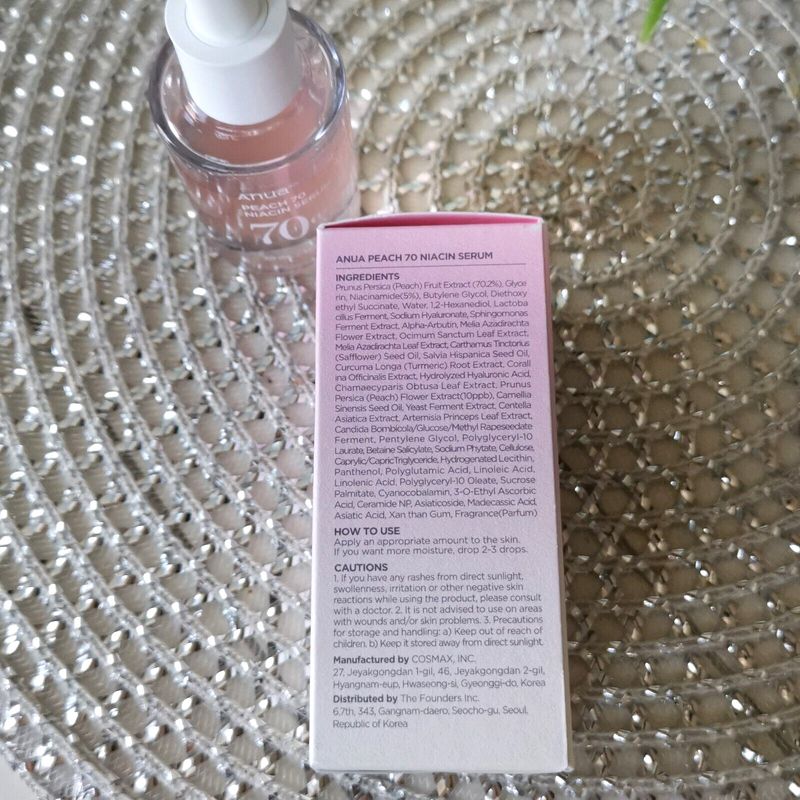 Anua
PEACH 70
NIACIN SERUM
70
ANUA PEACH 70 NIACIN SERUM
INGREDIENTS
Prunus Persica (Peach) Fruit Extract (70.2%), Glyce
rin, Niacinamide(5%), Butylene Glycol, Diethoxy
ethyl Succinate, Water, 1,2-Hexanediol, Lactoba
cillus Ferment, Sodium Hyaluronate, Sphingomonas
Ferment Extract, Alpha-Arbutin, Melia Azadirachta
Flower Extract, Ocimum Sanctum Leaf Extract,
Melia Azadirachta Leaf Extract, Carthamus Tinctorius
(Safflower) Seed Oil, Salvia Hispanica Seed Oil,
Curcuma Longa (Turmeric) Root Extract, Corall
ina Officinalis Extract, Hydrolyzed Hyaluronic Acid,
Chamaecyparis Obtusa Leaf Extract, Prunus
Persica (Peach) Flower Extract(10ppb), Camellia
Sinensis Seed Oil, Yeast Ferment Extract, Centella
Asiatica Extract, Artemisia Princeps Leaf Extract,
Candida Bombicola/Glucose/Methyl Rapeseedate
Ferment, Pentylene Glycol, Polyglyceryl-10
Laurate, Betaine Salicylate, Sodium Phytate, Cellulose,
Caprylic/CapricTriglyceride, Hydrogenated Lecithin,
Panthenol, Polyglutamic Acid, Linoleic Acid,
Linolenic Acid, Polyglyceryl-10 Oleate, Sucrose
Palmitate, Cyanocobalamin, 3-O-Ethyl Ascorbic
Acid, Ceramide NP, Asiaticoside, Madecassic Acid,
Asiatic Acid, Xan than Gum, Fragrance(Parfum)
HOW TO USE
Apply an appropriate amount to the skin.
If you want more moisture, drop 2-3 drops.
CAUTIONS
1. If you have any rashes from direct sunlight,
swollenness, irritation or other negative skin
reactions while using the product, please consult
with a doctor. 2. It is not advised to use on areas
with wounds and/or skin problems. 3. Precautions
for storage and handling: a) Keep out of reach of
children. b) Keep it stored away from direct sunlight.
Manufactured by COSMAX, INC.
27, Jeyakgongdan 1-gil, 46, Jeyakgongdan 2-gil,
Hyangnam-eup, Hwaseong-si, Gyeonggi-do, Korea
Distributed by The Founders Inc.
6,7th, 343, Gangnam-daero, Seocho-gu, Seoul,
Republic of Korea